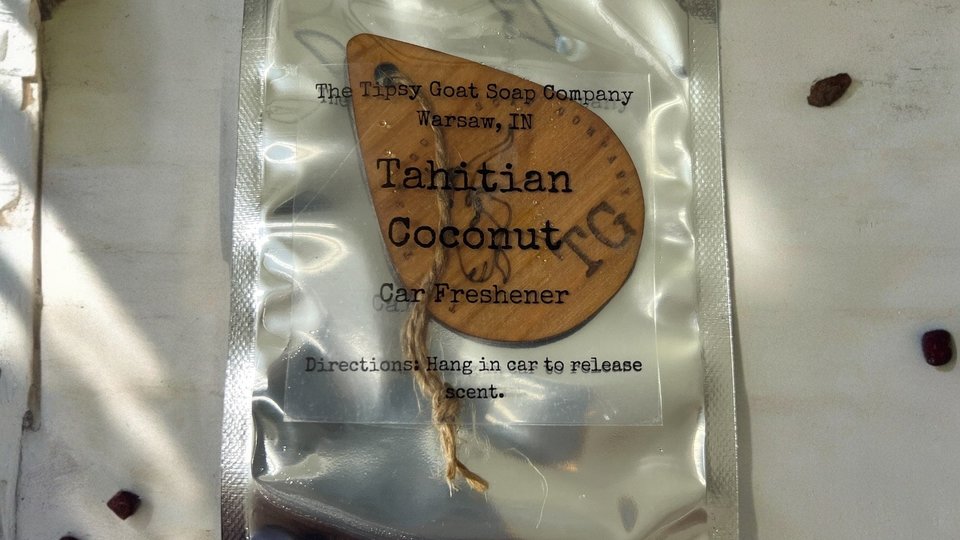 The Tipsy Goat Soap Company
Warsaw, IN
Tahitian
Coconut
Car Freshener
Directions: Hang in car to release
scent.
TG